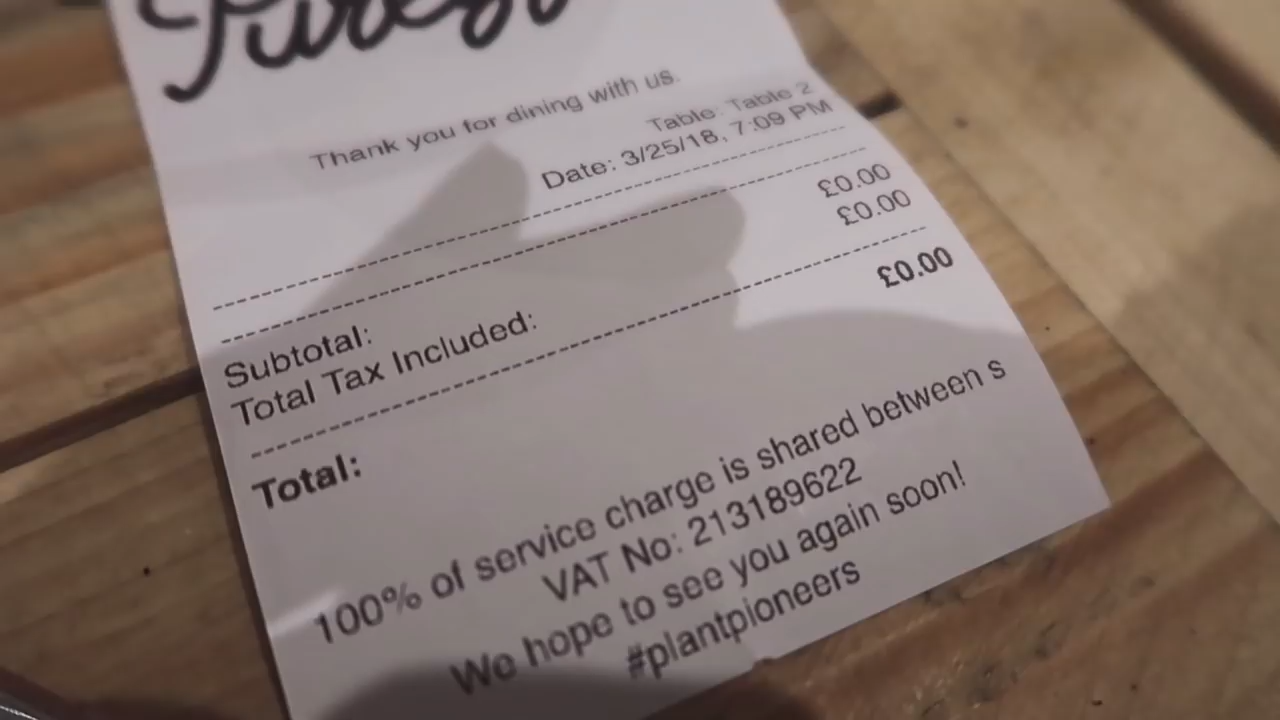 Purezza
Thank you for dining with us.
Table: Table 2
Date: 3/25/18, 7:09 PM
Subtotal: £0.00
Total Tax Included: £0.00
Total: £0.00
100% of service charge is shared between s
VAT No: 213189622
We hope to see you again soon!
#plantpioneers